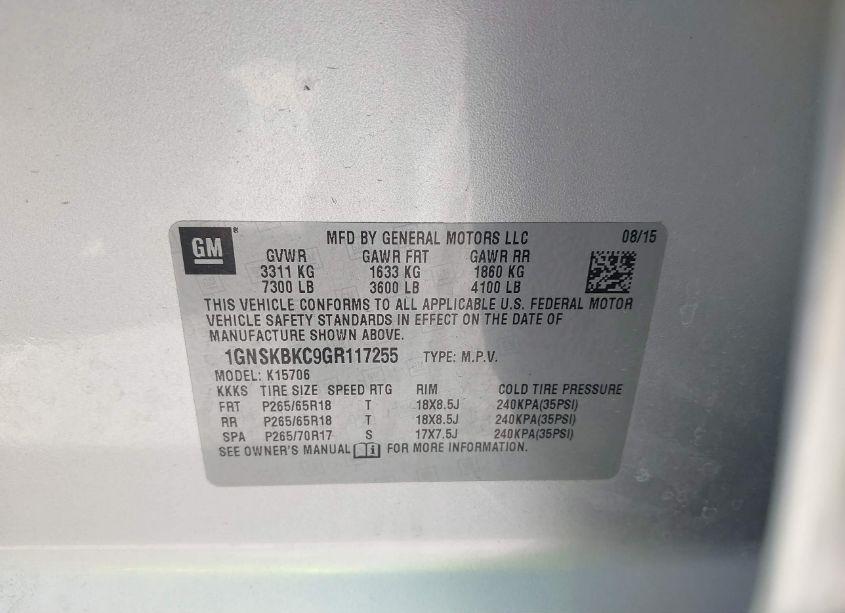 GM®
MFD BY GENERAL MOTORS LLC 08/15
GVWR GAWR FRT GAWR RR
3311 KG 1633 KG 1860 KG
7300 LB 3600 LB 4100 LB
THIS VEHICLE CONFORMS TO ALL APPLICABLE U.S. FEDERAL MOTOR
VEHICLE SAFETY STANDARDS IN EFFECT ON THE DATE OF
MANUFACTURE SHOWN ABOVE.
1GNSKBKC9GR117255 TYPE: M.P.V.
MODEL: K15706
KKKS TIRE SIZE SPEED RTG RIM COLD TIRE PRESSURE
FRT P265/65R18 T 18X8.5J 240KPA(35PSI)
RR P265/65R18 T 18X8.5J 240KPA(35PSI)
SPA P265/70R17 S 17X7.5J 240KPA(35PSI)
SEE OWNER'S MANUAL FOR MORE INFORMATION.